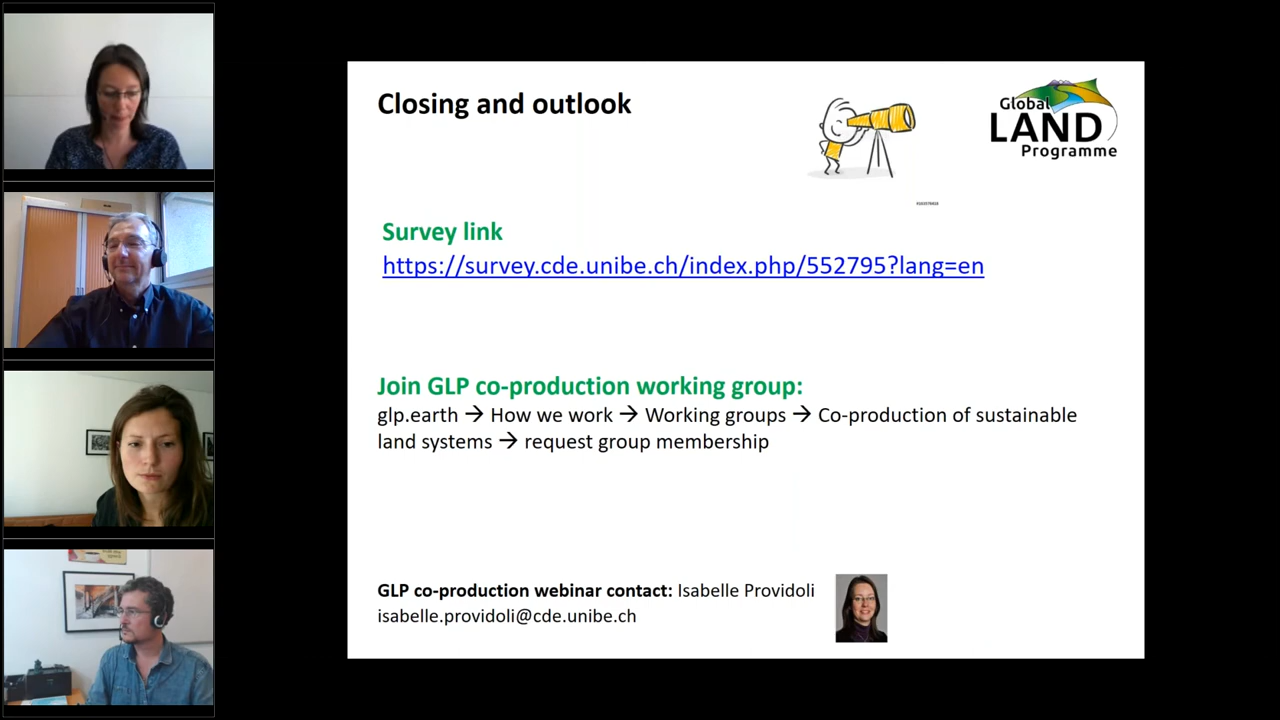 Closing and outlook
Global
LAND
Programme
Survey link
https://survey.cde.unibe.ch/index.php/552795?lang=en
Join GLP co-production working group:
glp.earth → How we work → Working groups → Co-production of sustainable
land systems → request group membership
GLP co-production webinar contact: Isabelle Providoli
isabelle.providoli@cde.unibe.ch